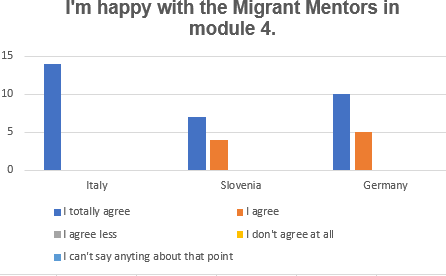 I'm happy with the Migrant Mentors in
module 4.
15
10
5
0
Italy Slovenia Germany
I totally agree I agree
I agree less I don't agree at all
I can't say anyting about that point